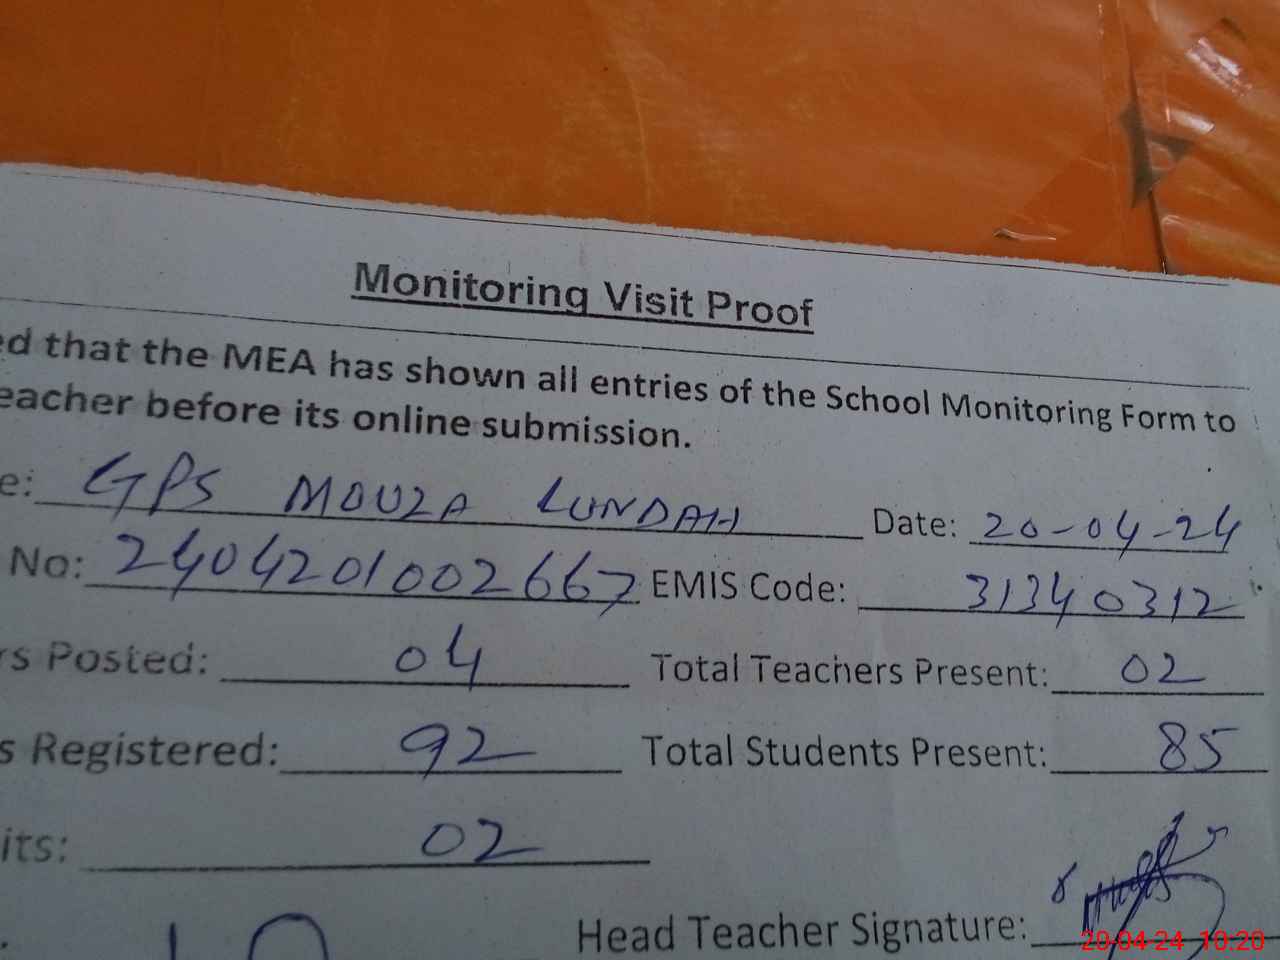 Monitoring Visit Proof
ed that the MEA has shown all entries of the School Monitoring Form to
eacher before its online submission.
e: GPS MOUZA LUNDAH Date: 20-04-24
No: 2404201002667 EMIS Code: 31340312
rs Posted: 04 Total Teachers Present: 02
s Registered: 92 Total Students Present: 85
its: 02
Head Teacher Signature:
20-04-24 10:20